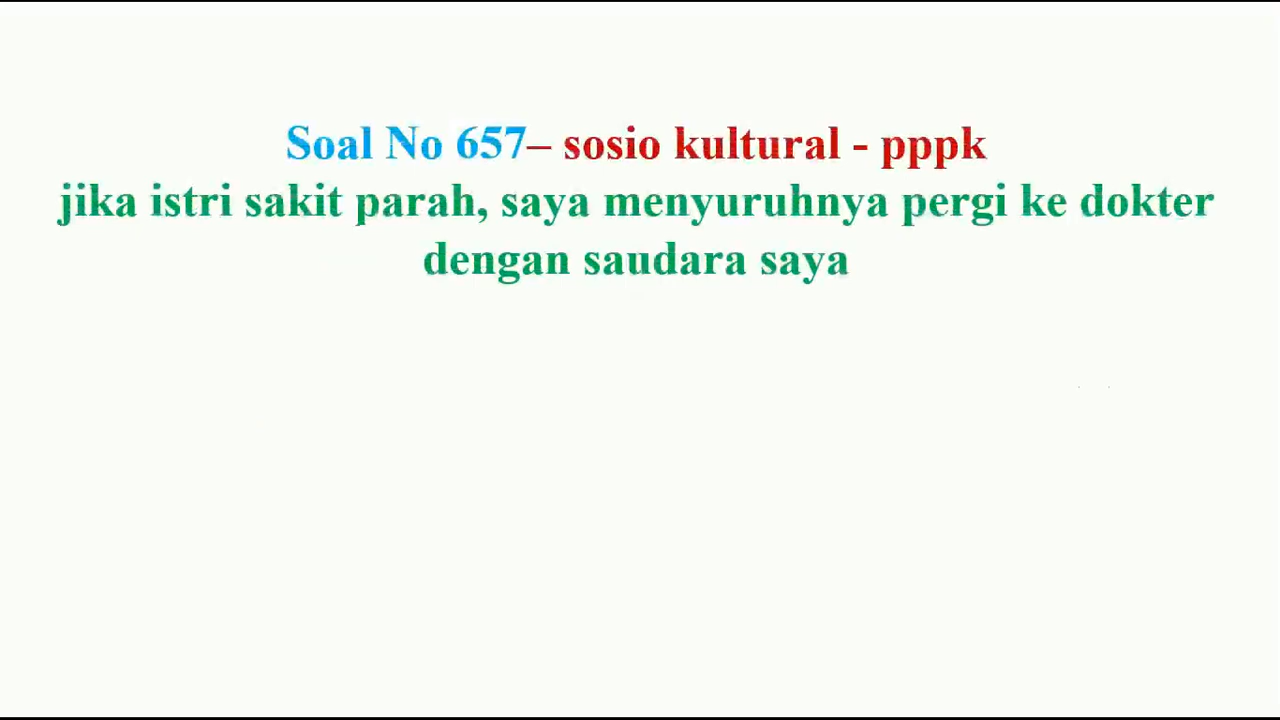 Soal No 657– sosio kultural - pppk
jika istri sakit parah, saya menyuruhnya pergi ke dokter
dengan saudara saya